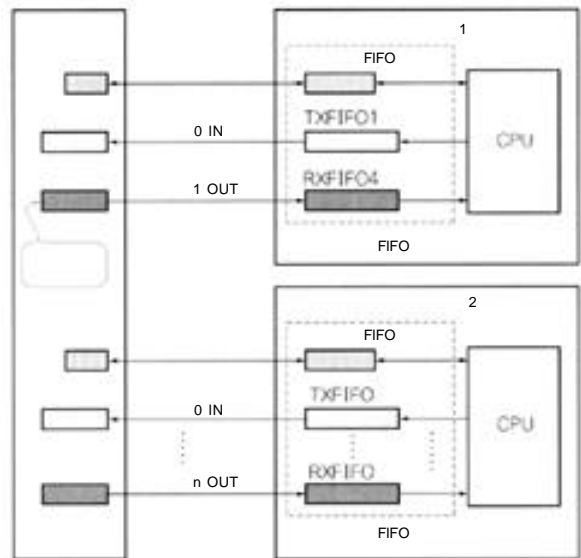 1
FIFO
TXFIFO1
0 IN
CPU
RXFIFO4
1 OUT
FIFO
2
FIFO
TXFIFO
0 IN
CPU
RXFIFO
n OUT
FIFO